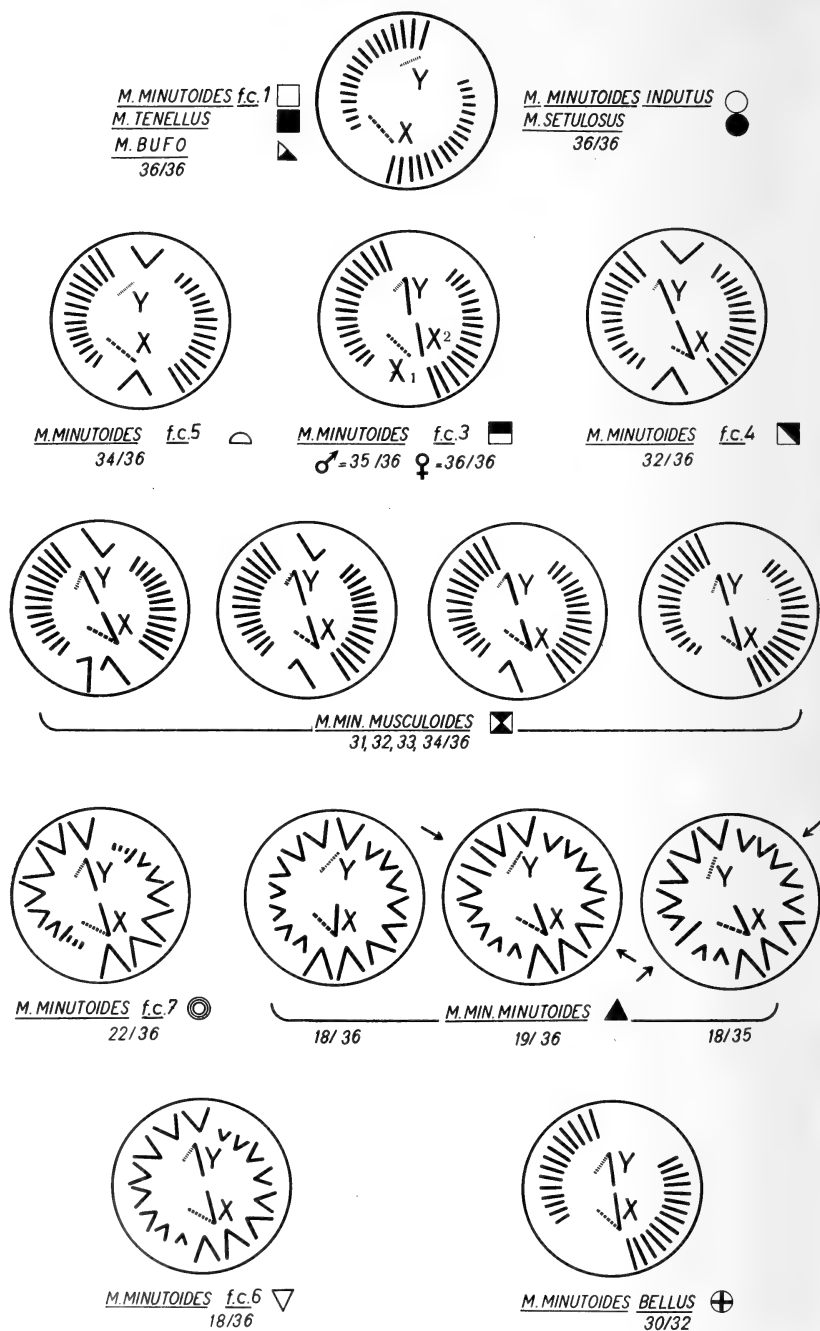 M. MINUTOIDES f.c.1
M. TENELLUS
M. BUFO
36/36
Y
X
M. MINUTOIDES INDUTUS
M. SETULOSUS
36/36
Y
X
M. MINUTOIDES f.c.5
34/36
Y
X2
X1
M. MINUTOIDES f.c.3
♂=35/36 ♀=36/36
Y
X
M. MINUTOIDES f.c.4
32/36
Y
X
Y
X
Y
X
Y
X
M. MIN. MUSCULOIDES
31, 32, 33, 34/36
Y
X
M. MINUTOIDES f.c.7
22/36
Y
X
Y
X
Y
X
M. MIN. MINUTOIDES
18/36 19/36 18/35
Y
X
M. MINUTOIDES f.c.6
18/36
Y
X
M. MINUTOIDES BELLUS
30/32